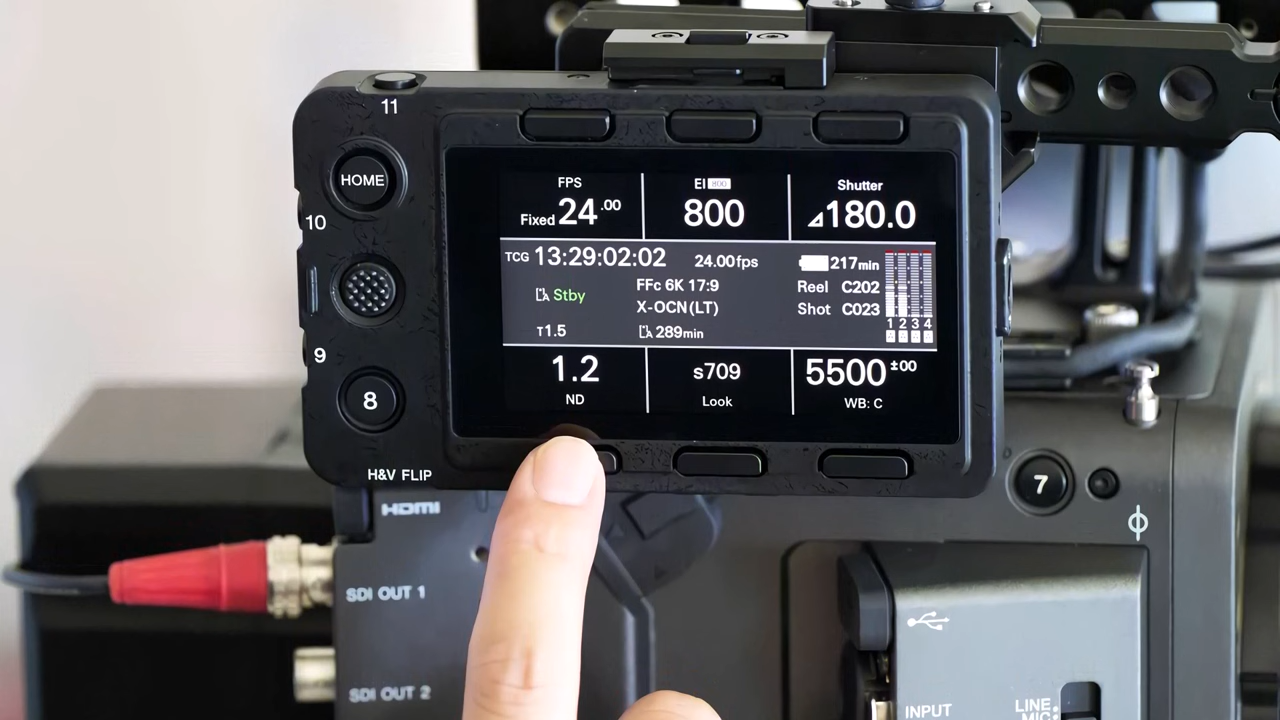 11
HOME
10
9
8
H&V FLIP
FPS
Fixed 24.00
EI 800
800
Shutter
180.0
TCG 13:29:02:02 24.00fps 217min
Stby
FFc 6K 17:9
X-OCN(LT)
Reel C202
Shot C023
T1.5
289min
1 2 3 4
1.2
ND
s709
Look
5500±00
WB: C
HDMI
SDI OUT 1
SDI OUT 2
7
INPUT
LINE
MIC